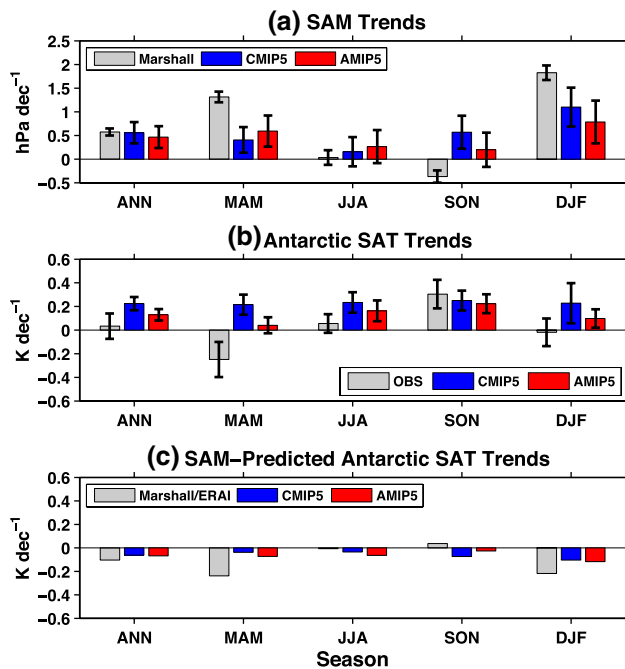 (a) SAM Trends
hPa dec⁻¹
2.5
2
1.5
1
0.5
0
−0.5
Marshall CMIP5 AMIP5
ANN MAM JJA SON DJF
(b) Antarctic SAT Trends
K dec⁻¹
0.6
0.4
0.2
0
−0.2
−0.4
−0.6
OBS CMIP5 AMIP5
ANN MAM JJA SON DJF
(c) SAM−Predicted Antarctic SAT Trends
K dec⁻¹
0.6
0.4
0.2
0
−0.2
−0.4
−0.6
Marshall/ERAI CMIP5 AMIP5
ANN MAM JJA SON DJF
Season